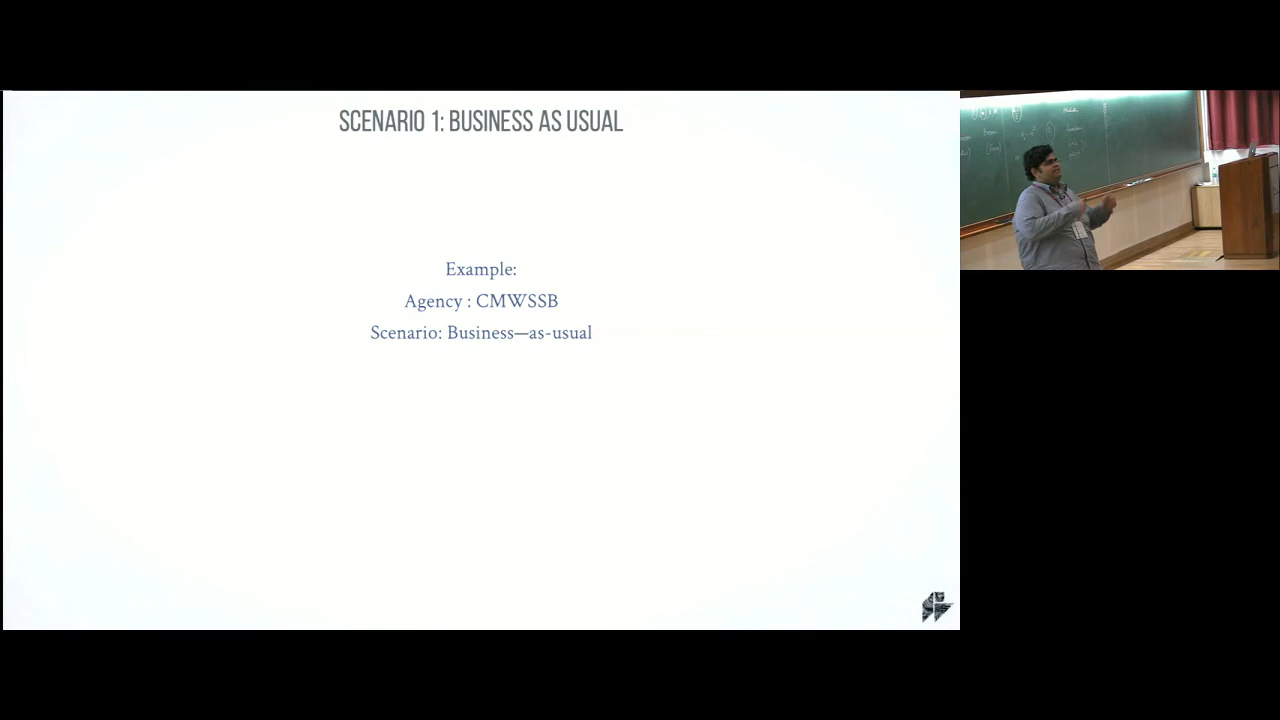 SCENARIO 1: BUSINESS AS USUAL
Example:
Agency : CMWSSB
Scenario: Business—as-usual